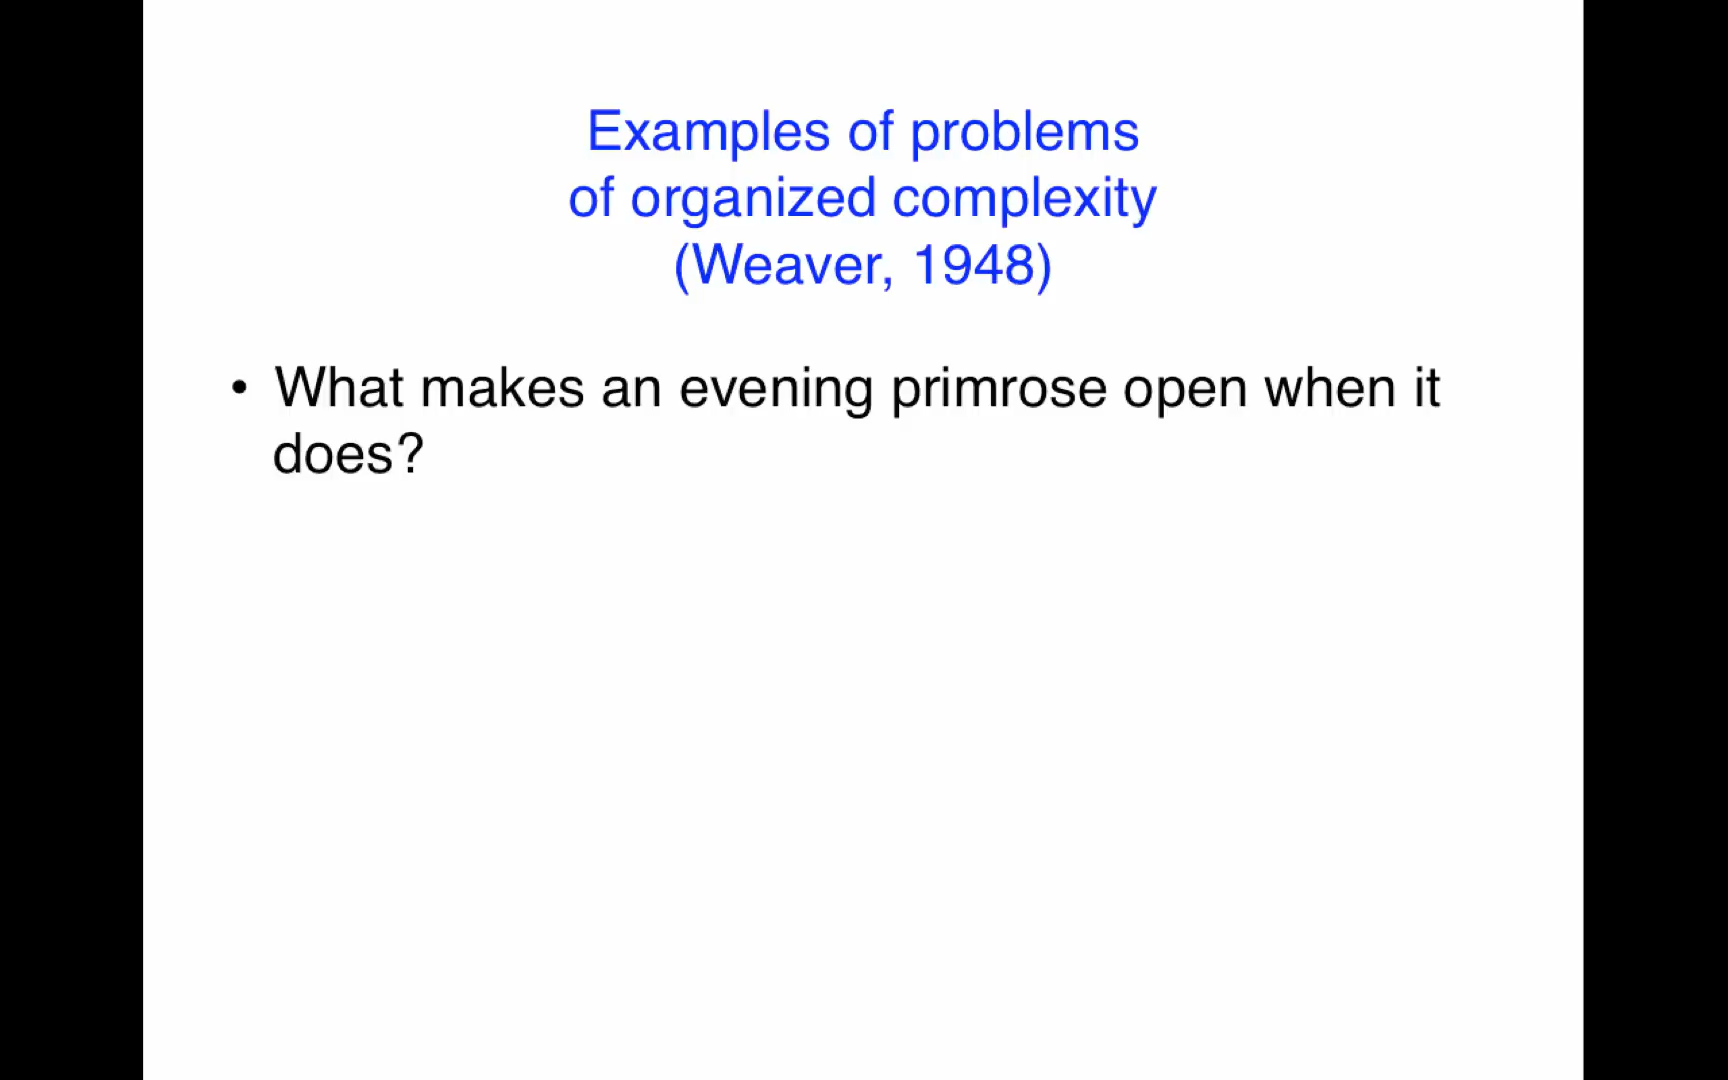 Examples of problems
of organized complexity
(Weaver, 1948)
• What makes an evening primrose open when it
does?